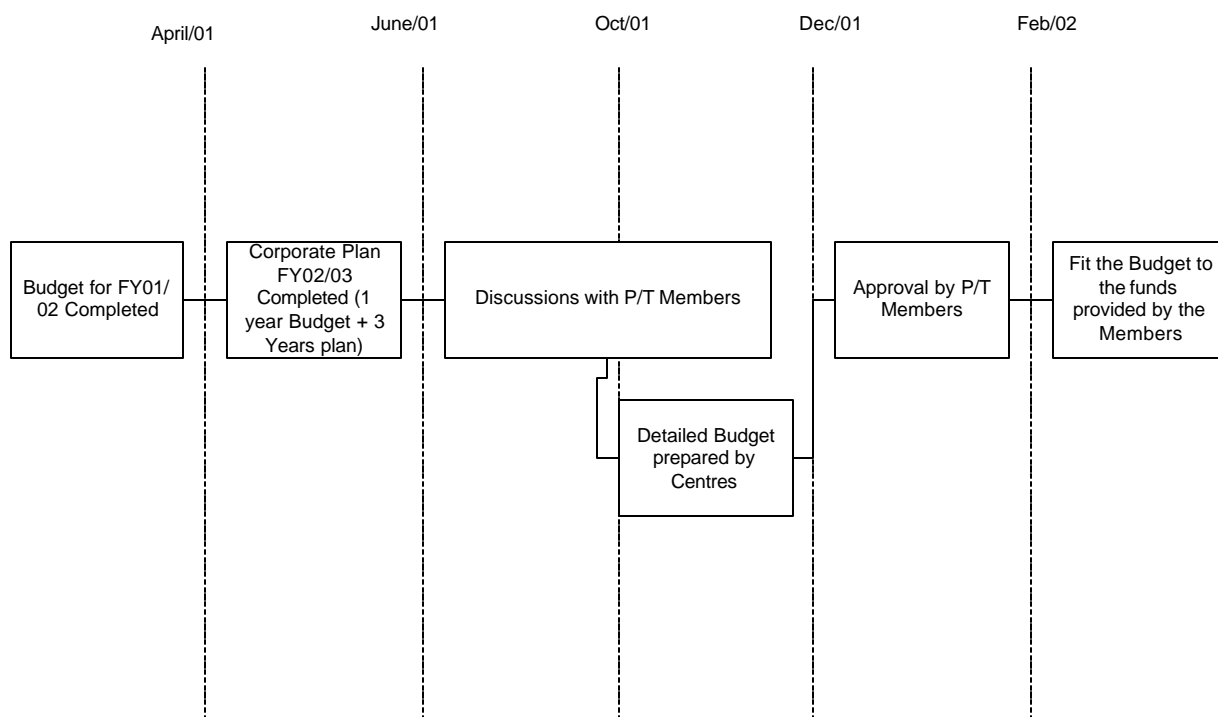 April/01
June/01
Oct/01
Dec/01
Feb/02
Budget for FY01/
02 Completed
Corporate Plan
FY02/03
Completed (1
year Budget + 3
Years plan)
Discussions with P/T Members
Approval by P/T
Members
Fit the Budget to
the funds
provided by the
Members
Detailed Budget
prepared by
Centres